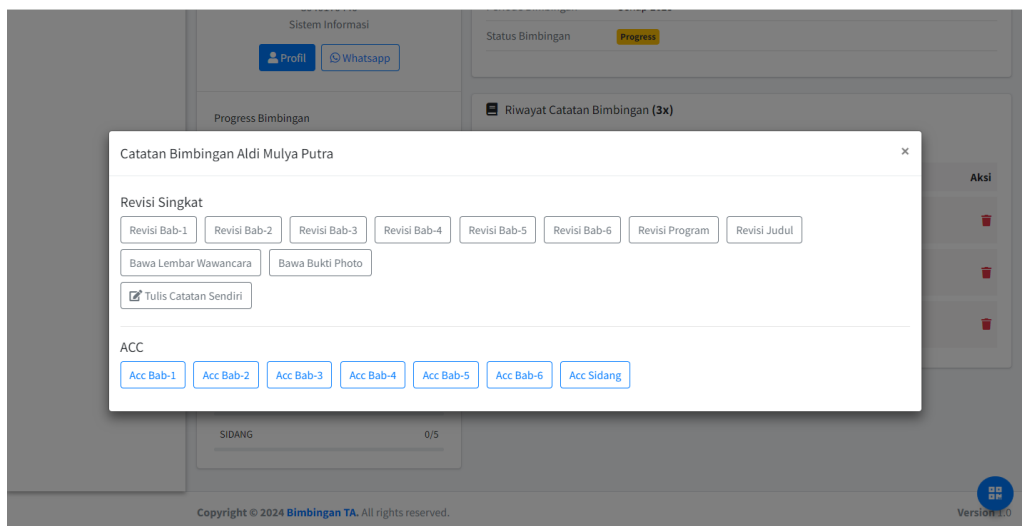 Sistem Informasi
Profil
Whatsapp
Status Bimbingan
Progress
Progress Bimbingan
Riwayat Catatan Bimbingan (3x)
Aksi
Catatan Bimbingan Aldi Mulya Putra
×
Revisi Singkat
Revisi Bab-1 Revisi Bab-2 Revisi Bab-3 Revisi Bab-4 Revisi Bab-5 Revisi Bab-6 Revisi Program Revisi Judul
Bawa Lembar Wawancara Bawa Bukti Photo
Tulis Catatan Sendiri
ACC
Acc Bab-1 Acc Bab-2 Acc Bab-3 Acc Bab-4 Acc Bab-5 Acc Bab-6 Acc Sidang
SIDANG 0/5
Copyright © 2024 Bimbingan TA. All rights reserved.
Version 1.0